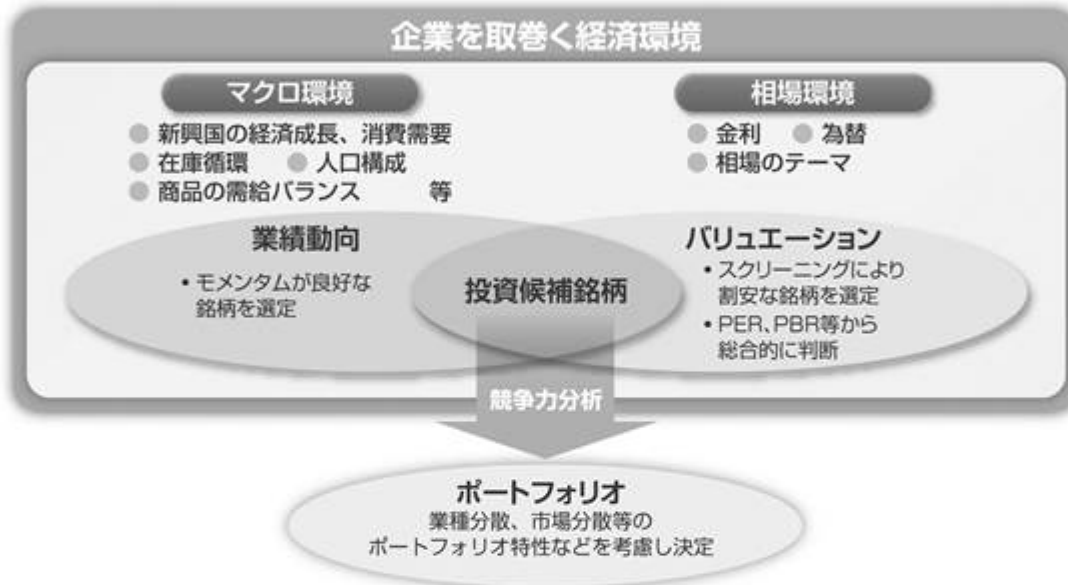 企業を取巻く経済環境
マクロ環境
● 新興国の経済成長、消費需要
● 在庫循環 ● 人口構成
● 商品の需給バランス 等
相場環境
● 金利 ● 為替
● 相場のテーマ
業績動向
・モメンタムが良好な
銘柄を選定
投資候補銘柄
バリュエーション
・スクリーニングにより
割安な銘柄を選定
・PER、PBR等から
総合的に判断
競争力分析
ポートフォリオ
業種分散、市場分散等の
ポートフォリオ特性などを考慮し決定